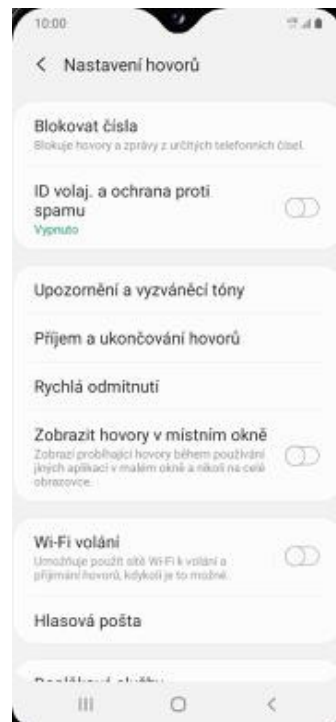 10:00
Nastavení hovorů
Blokovat čísla
Blokuje hovory a zprávy z určitých telefonních čísel.
ID volaj. a ochrana proti
spamu
Vypnuto
Upozornění a vyzváněcí tóny
Příjem a ukončování hovorů
Rychlá odmítnutí
Zobrazit hovory v místním okně
Zobrazí probíhající hovory během používání
jiných aplikací v malém okně a nikoli na celé
obrazovce.
Wi-Fi volání
Umožňuje použít sítě Wi-Fi k volání a
přijímání hovorů, kdykoli je to možné.
Hlasová pošta